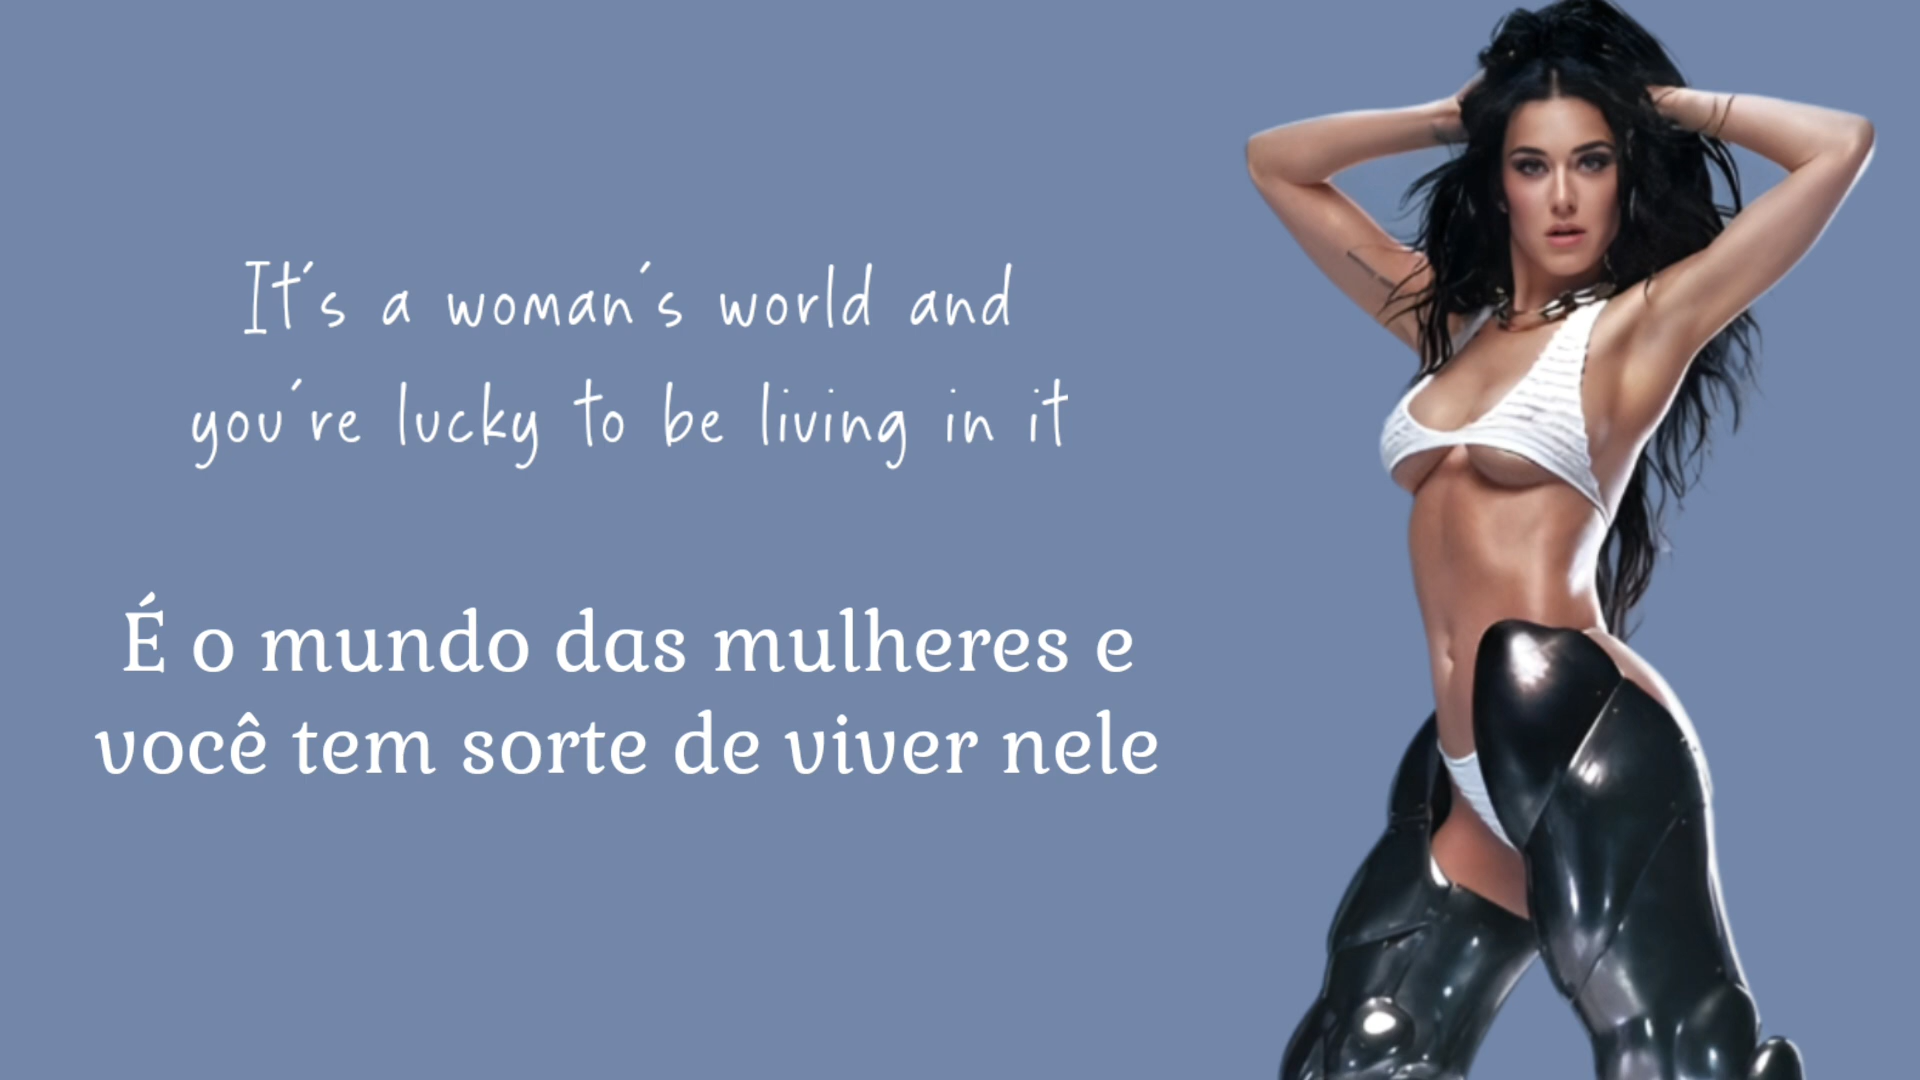 It's a woman's world and
you're lucky to be living in it
É o mundo das mulheres e
você tem sorte de viver nele